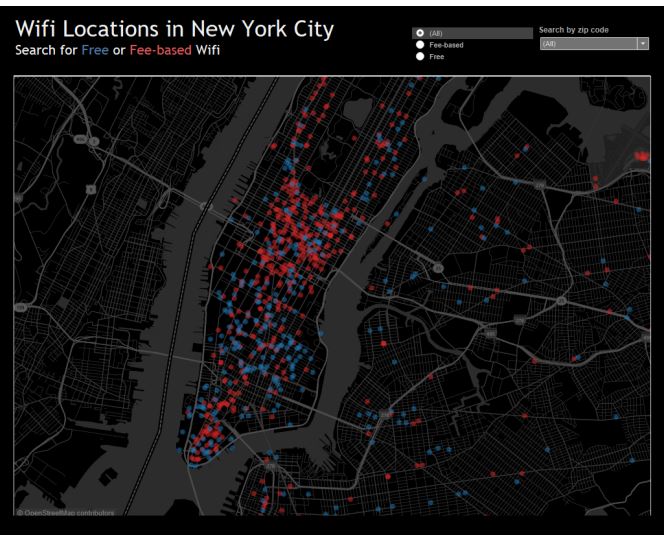 Wifi Locations in New York City
Search for Free or Fee-based Wifi
(All)
Fee-based
Free
Search by zip code
(All)
© OpenStreetMap contributors